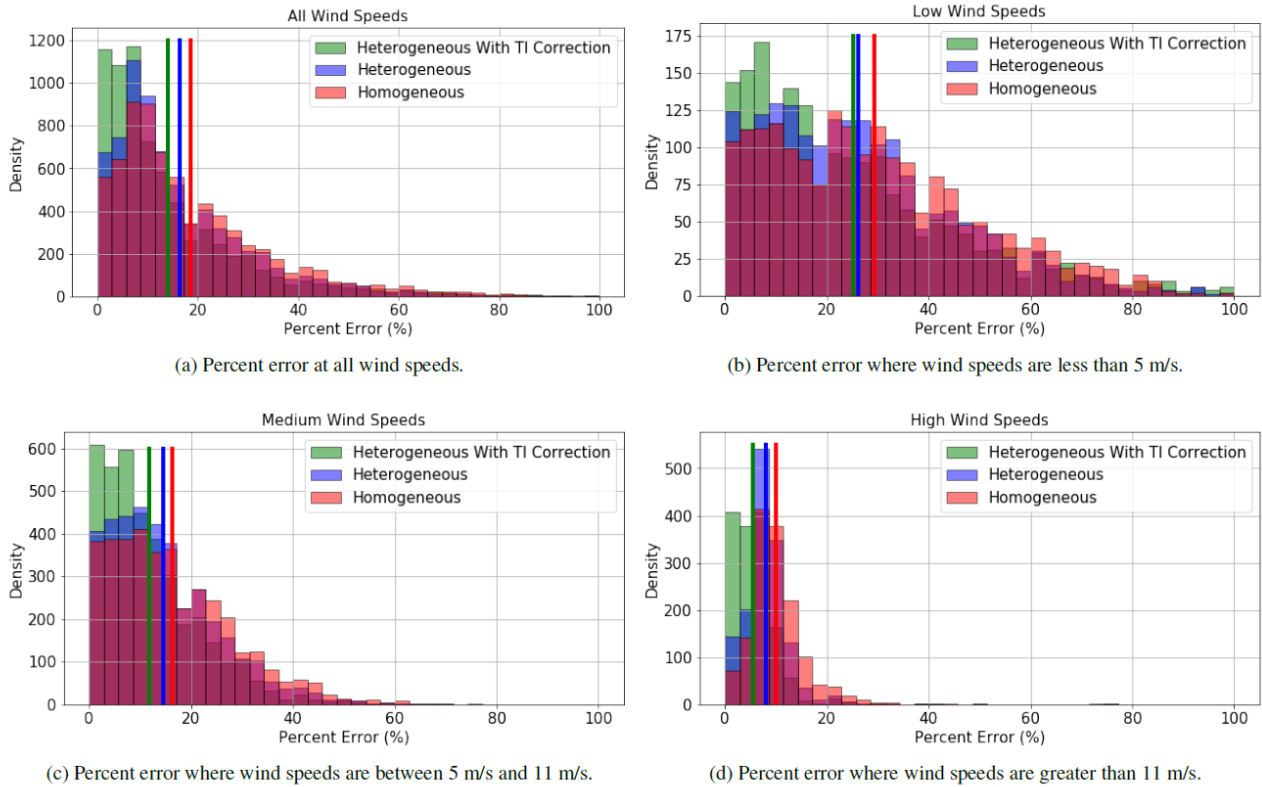 All Wind Speeds
1200
1000
800
600
400
200
0
Density
Heterogeneous With TI Correction
Heterogeneous
Homogeneous
0 20 40 60 80 100
Percent Error (%)
(a) Percent error at all wind speeds.
Low Wind Speeds
175
150
125
100
75
50
25
0
Density
Heterogeneous With TI Correction
Heterogeneous
Homogeneous
0 20 40 60 80 100
Percent Error (%)
(b) Percent error where wind speeds are less than 5 m/s.
Medium Wind Speeds
600
500
400
300
200
100
0
Density
Heterogeneous With TI Correction
Heterogeneous
Homogeneous
0 20 40 60 80 100
Percent Error (%)
(c) Percent error where wind speeds are between 5 m/s and 11 m/s.
High Wind Speeds
500
400
300
200
100
0
Density
Heterogeneous With TI Correction
Heterogeneous
Homogeneous
0 20 40 60 80 100
Percent Error (%)
(d) Percent error where wind speeds are greater than 11 m/s.